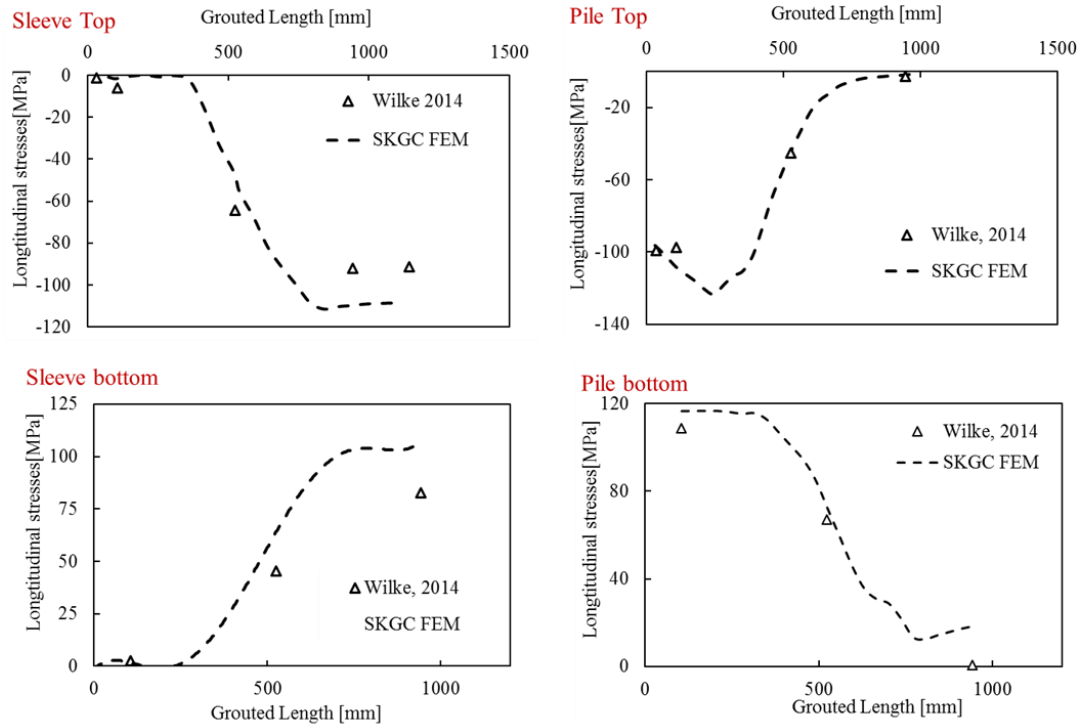 Sleeve Top
Grouted Length [mm]
0 500 1000 1500
Longtitudinal stresses[MPa]
0
-20
-40
-60
-80
-100
-120
Wilke 2014
SKGC FEM
Pile Top
Grouted Length [mm]
0 500 1000 1500
Longtitudinal stresses[MPa]
-20
-60
-100
-140
Wilke, 2014
SKGC FEM
Sleeve bottom
Longtitudinal stresses[MPa]
125
100
75
50
25
0
Wilke, 2014
SKGC FEM
0 500 1000
Grouted Length [mm]
Pile bottom
Longtitudinal stresses[MPa]
120
80
40
0
Wilke, 2014
SKGC FEM
0 500 1000
Grouted Length [mm]